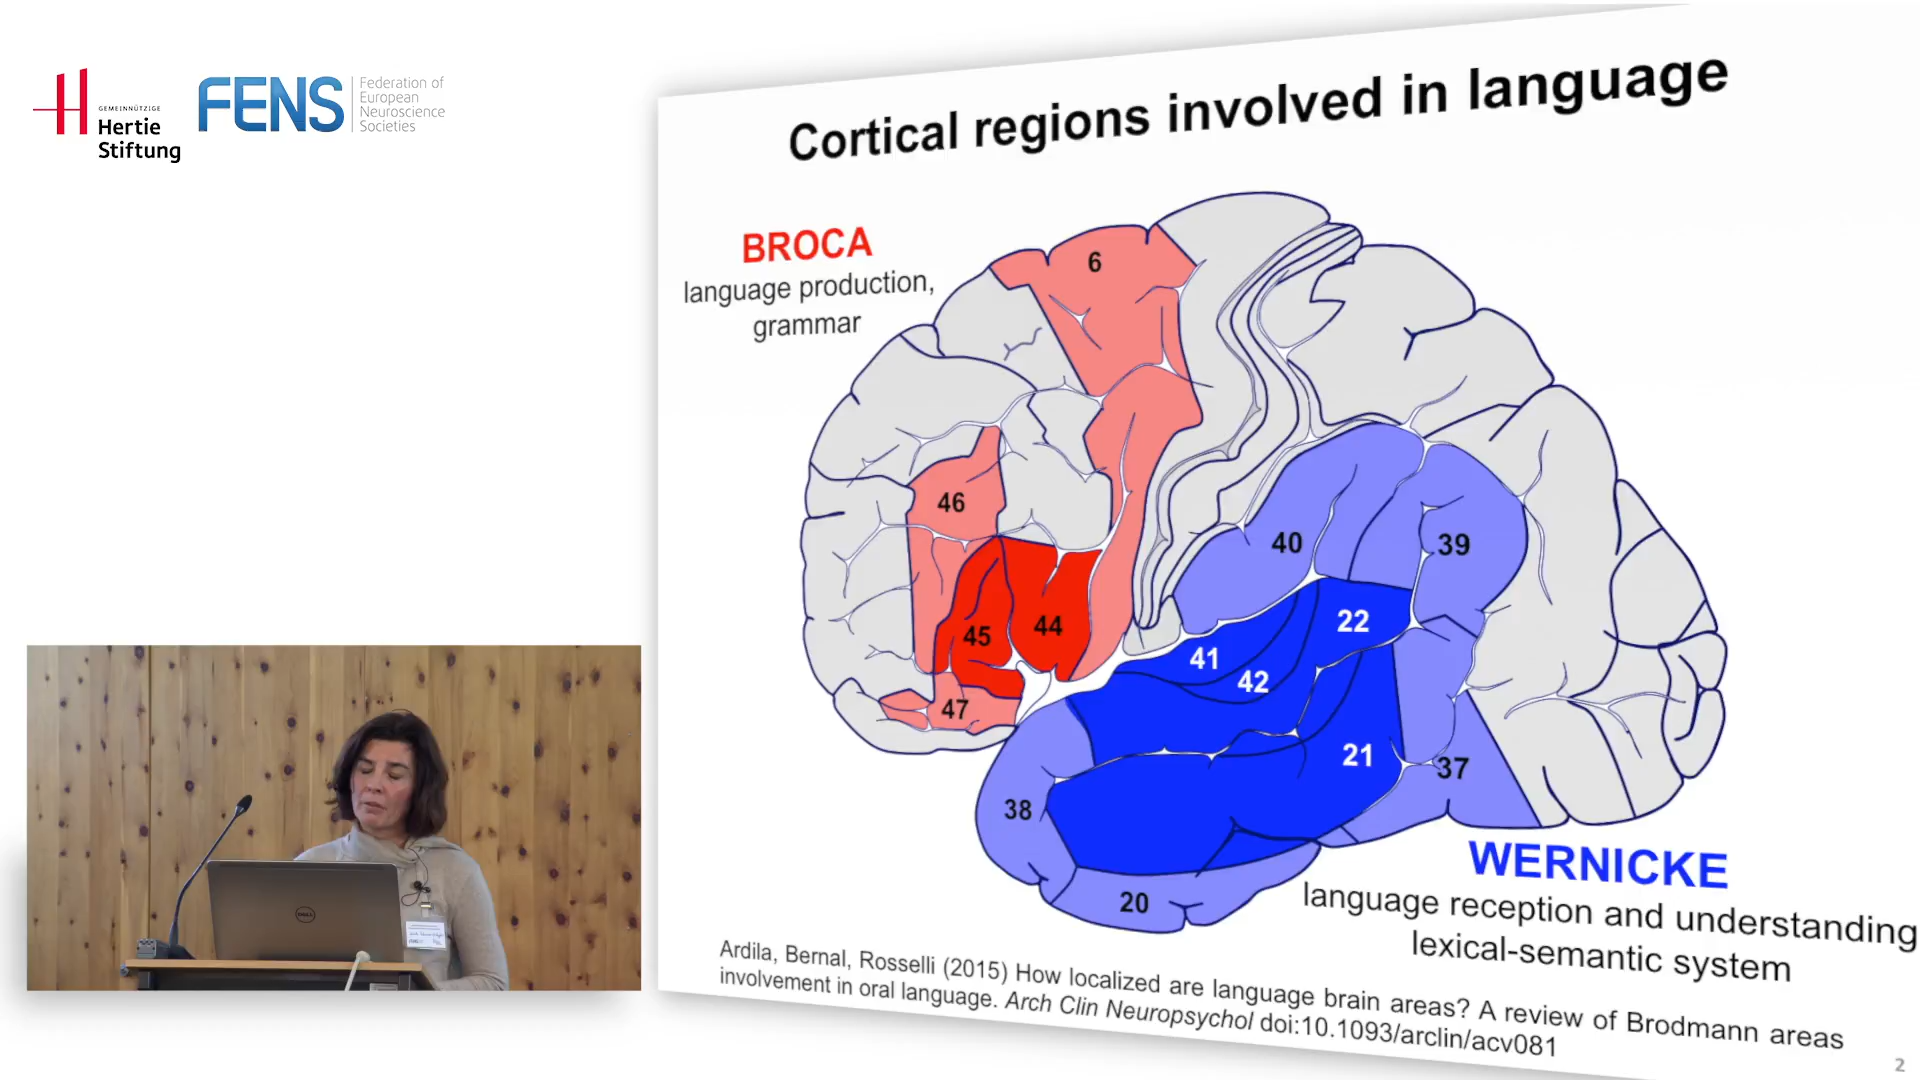 GEMEINNÜTZIGE
Hertie
Stiftung
FENS
Federation of
European
Neuroscience
Societies
Cortical regions involved in language
BROCA
language production,
grammar
6
46
40
39
45
44
22
41
42
47
21
37
38
20
WERNICKE
language reception and understanding
lexical-semantic system
Ardila, Bernal, Rosselli (2015) How localized are language brain areas? A review of Brodmann areas
involvement in oral language. Arch Clin Neuropsychol doi:10.1093/arclin/acv081
2
DELL